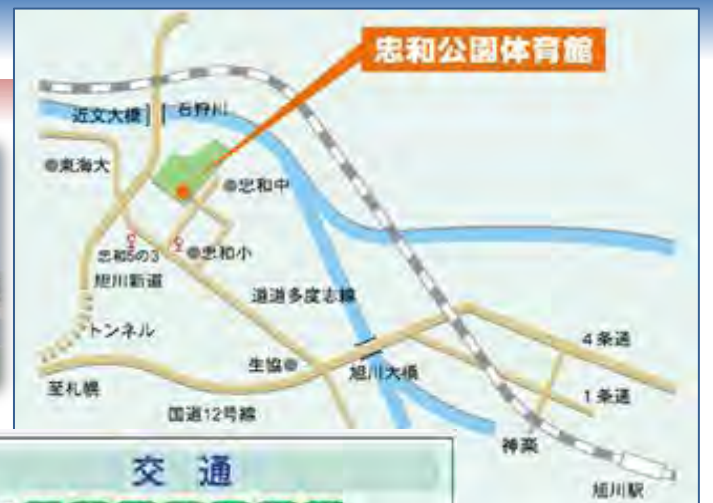 忠和公園体育館
近文大橋
石狩川
◎東海大
◎忠和中
忠和5の3
◎忠和小
旭川新道
道道多度志線
トンネル
4条通
生協◎
旭川大橋
至札幌
1条通
国道12号線
神楽
旭川駅
交通